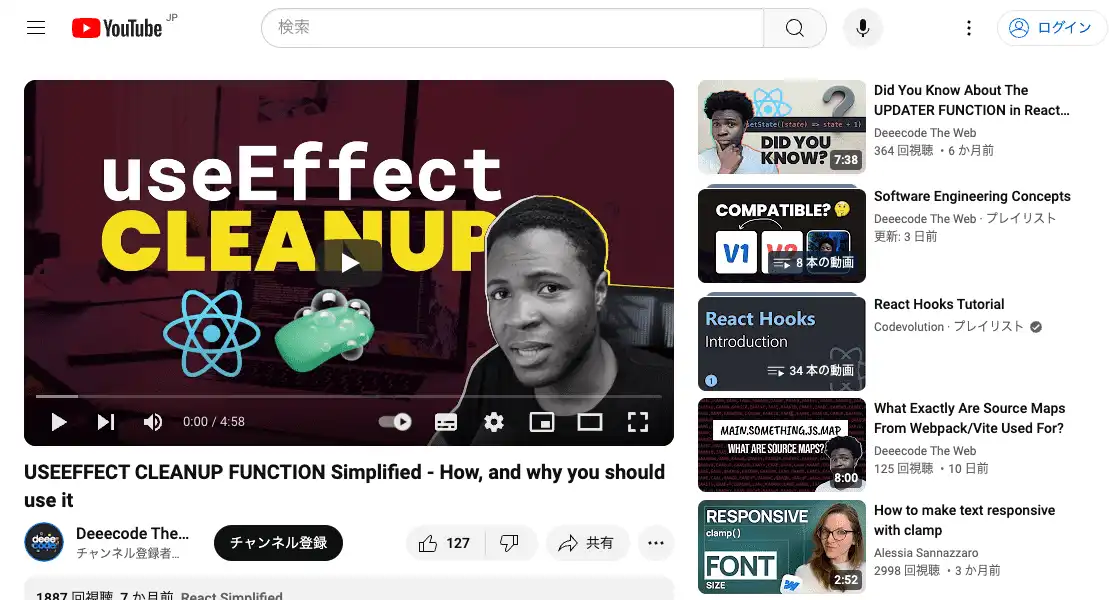 YouTube JP
検索
ログイン
useEffect
CLEANUP
0:00 / 4:58
USEEFFECT CLEANUP FUNCTION Simplified - How, and why you should
use it
deee
code
Deeecode The...
チャンネル登録者...
チャンネル登録
127
共有
1887 回視聴 7 か月前 React Simplified
setState((state) => state + 1)
DID YOU
KNOW?
7:38
Did You Know About The
UPDATER FUNCTION in React...
Deeecode The Web
364 回視聴 ・6 か月前
COMPATIBLE?
V1
V2
8 本の動画
Software Engineering Concepts
Deeecode The Web · プレイリスト
更新: 3 日前
React Hooks
Introduction
1
34 本の動画
React Hooks Tutorial
Codevolution · プレイリスト
MAIN.SOMETHING.JS.MAP
WHAT ARE SOURCE MAPS?
8:00
What Exactly Are Source Maps
From Webpack/Vite Used For?
Deeecode The Web
125 回視聴 ・10 日前
RESPONSIVE
clamp()
FONT
SIZE
2:52
How to make text responsive
with clamp
Alessia Sannazzaro
2998 回視聴 ・3 か月前